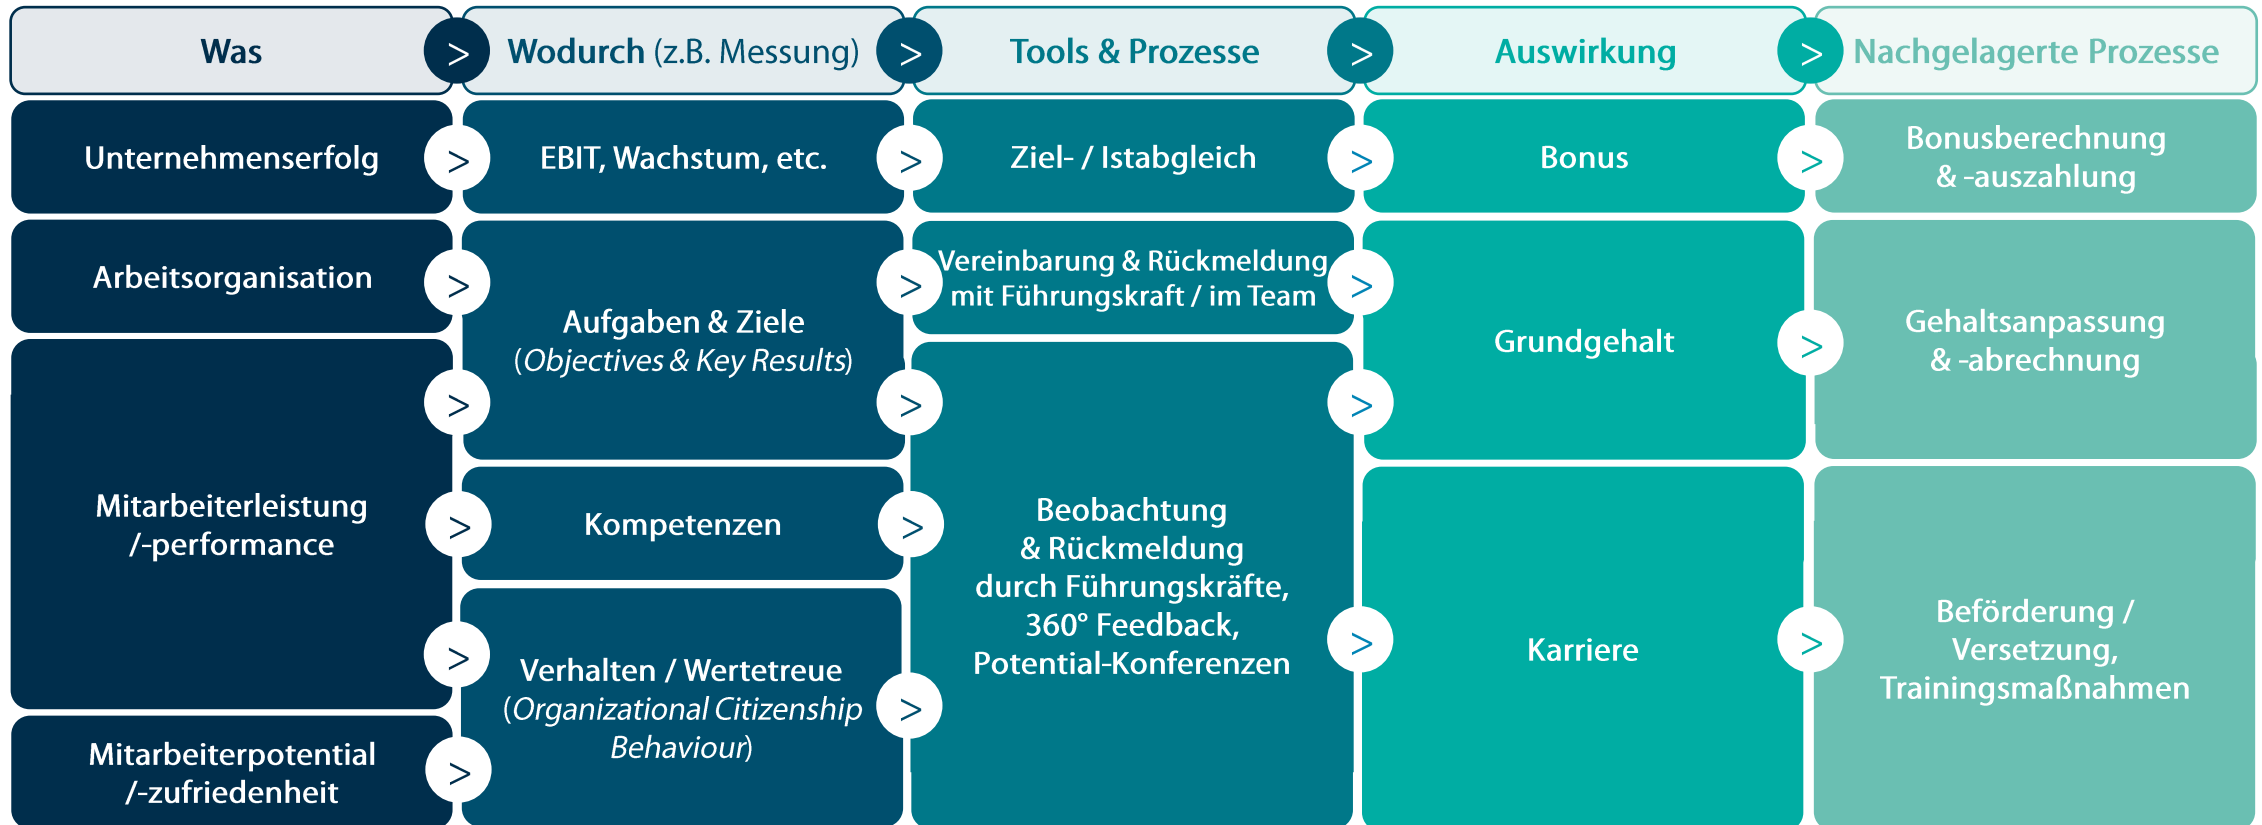 Was
>
Wodurch (z.B. Messung)
>
Tools & Prozesse
>
Auswirkung
>
Nachgelagerte Prozesse
Unternehmenserfolg
>
EBIT, Wachstum, etc.
>
Ziel- / Istabgleich
>
Bonus
>
Bonusberechnung
& -auszahlung
Arbeitsorganisation
>
Aufgaben & Ziele
(Objectives & Key Results)
>
Vereinbarung & Rückmeldung
mit Führungskraft / im Team
>
Grundgehalt
>
Gehaltsanpassung
& -abrechnung
Mitarbeiterleistung
/-performance
>
>
>
Kompetenzen
>
>
Beobachtung
& Rückmeldung
durch Führungskräfte,
360° Feedback,
Potential-Konferenzen
>
>
Karriere
>
Beförderung /
Versetzung,
Trainingsmaßnahmen
Verhalten / Wertetreue
(Organizational Citizenship
Behaviour)
>
Mitarbeiterpotential
/-zufriedenheit
>